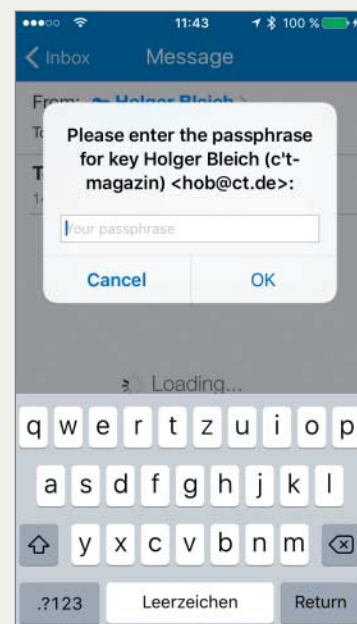 11:43 100 %
Inbox Message
From: Holger Bleich
Please enter the passphrase
for key Holger Bleich (c't-
magazin) <hob@ct.de>:
Your passphrase
Cancel OK
Loading...
q w e r t z u i o p
a s d f g h j k l
y x c v b n m
.?123 Leerzeichen Return